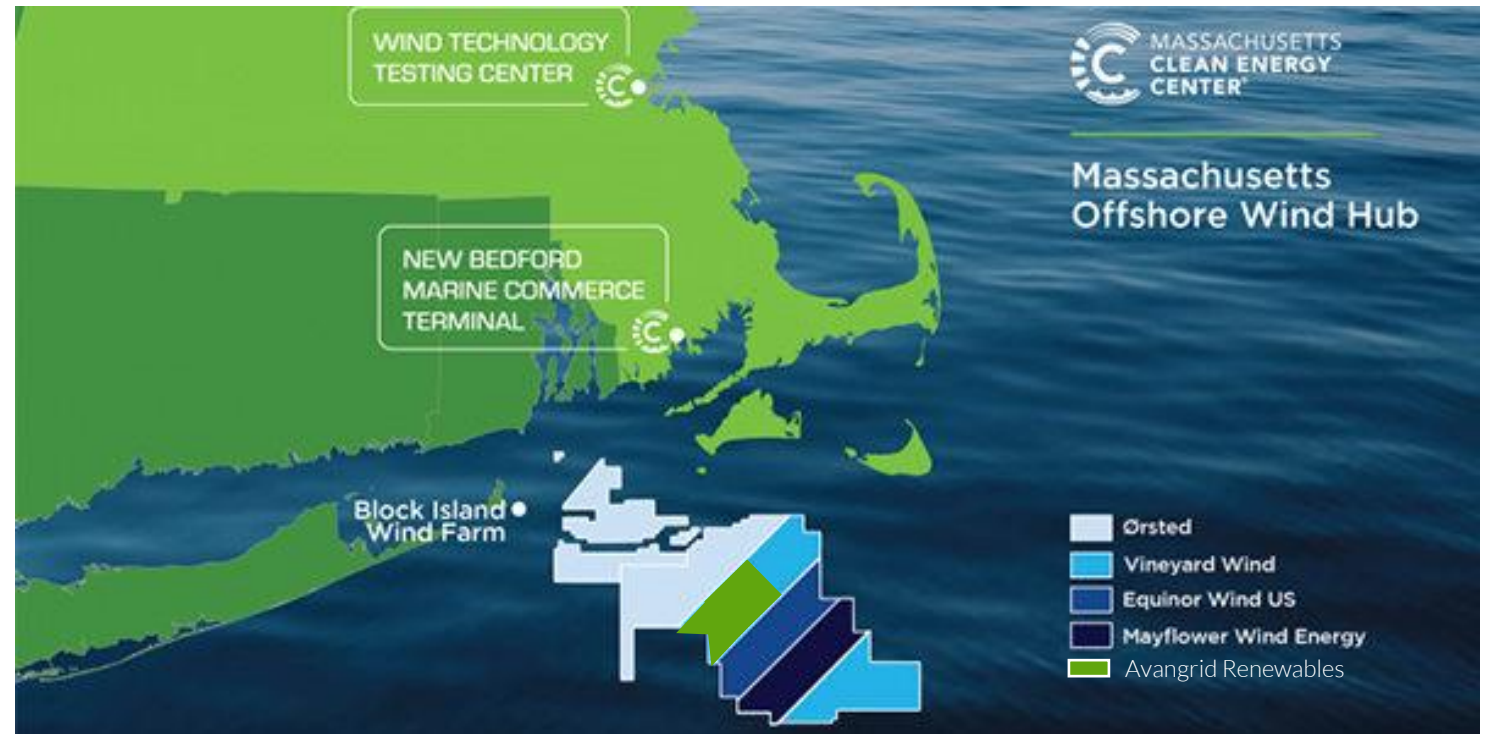 WIND TECHNOLOGY
TESTING CENTER
C
MASSACHUSETTS
CLEAN ENERGY
CENTER®
Massachusetts
Offshore Wind Hub
NEW BEDFORD
MARINE COMMERCE
TERMINAL
C
Block Island
Wind Farm
Ørsted
Vineyard Wind
Equinor Wind US
Mayflower Wind Energy
Avangrid Renewables